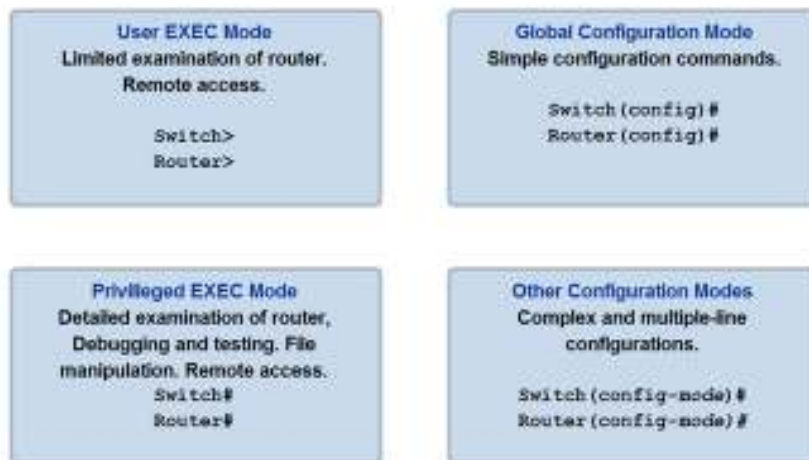 User EXEC Mode
Limited examination of router.
Remote access.
Switch>
Router>
Global Configuration Mode
Simple configuration commands.
Switch(config)#
Router(config)#
Privileged EXEC Mode
Detailed examination of router,
Debugging and testing. File
manipulation. Remote access.
Switch#
Router#
Other Configuration Modes
Complex and multiple-line
configurations.
Switch(config-mode)#
Router(config-mode)#